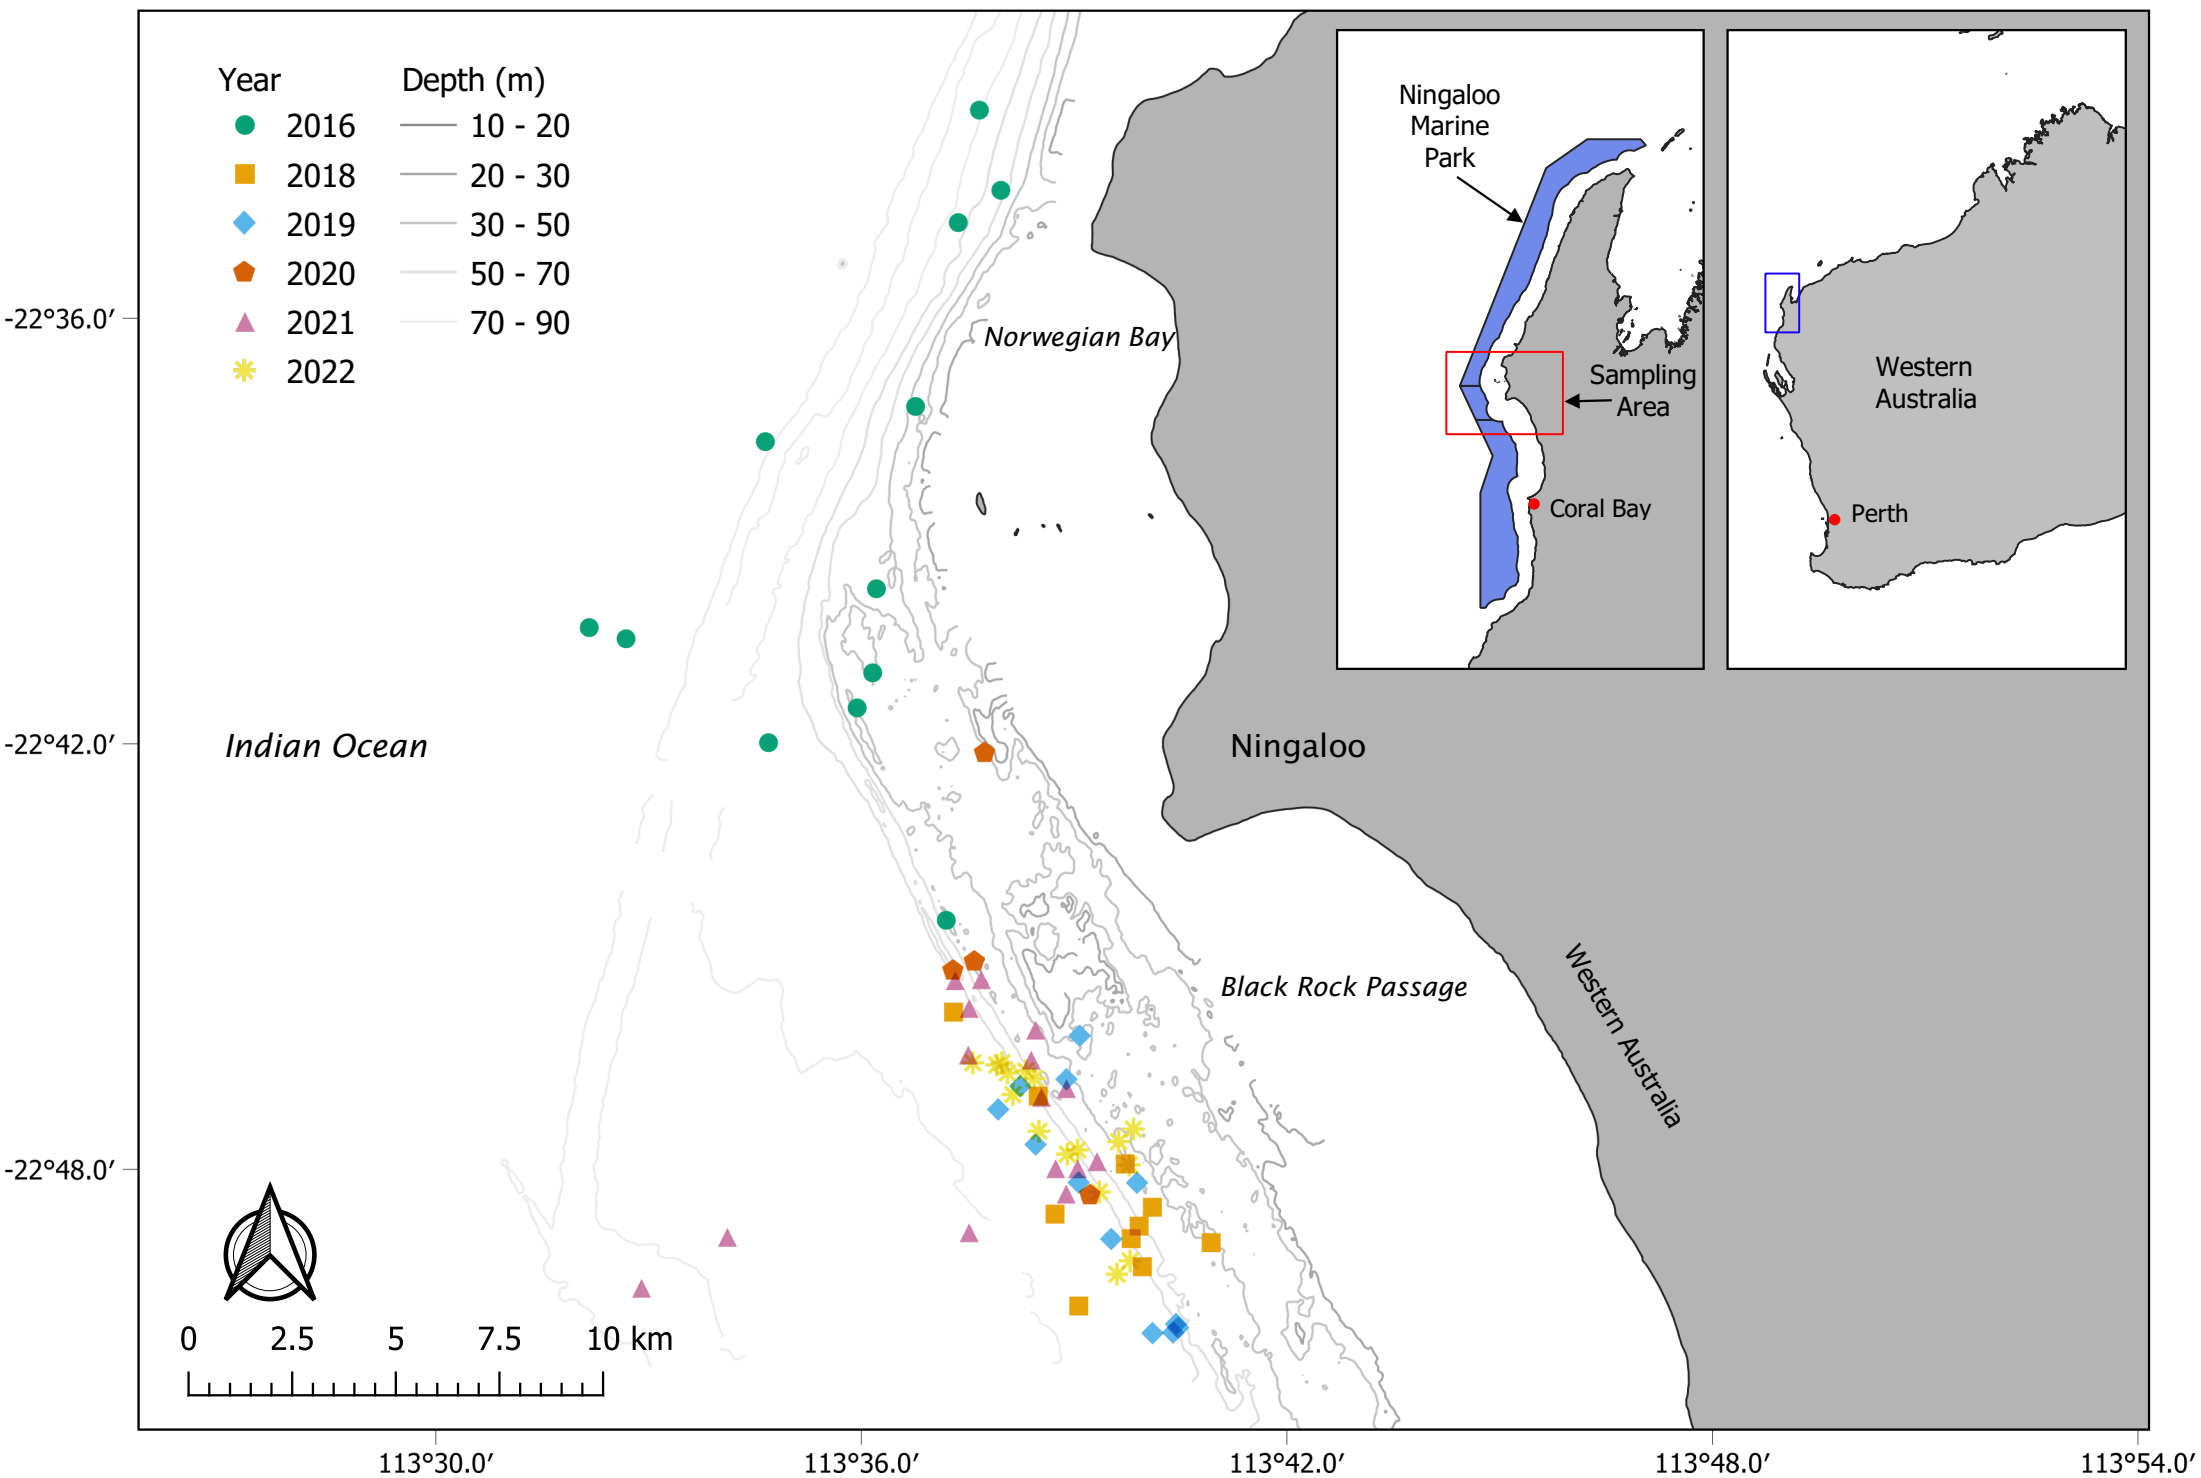 Year
2016
2018
2019
2020
2021
2022
Depth (m)
10 - 20
20 - 30
30 - 50
50 - 70
70 - 90
Ningaloo
Marine
Park
Sampling
Area
Coral Bay
Western
Australia
Perth
Norwegian Bay
Indian Ocean
Ningaloo
Black Rock Passage
Western Australia
-22°36.0′
-22°42.0′
-22°48.0′
0 2.5 5 7.5 10 km
113°30.0′ 113°36.0′ 113°42.0′ 113°48.0′ 113°54.0′